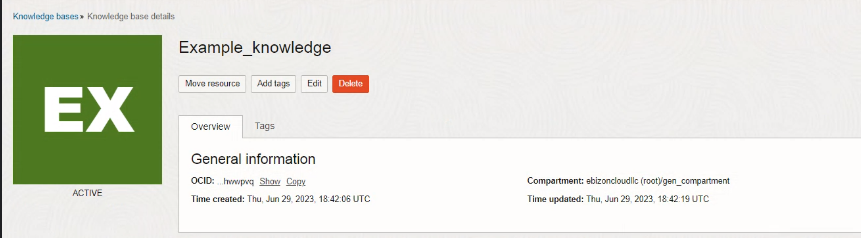 Knowledge bases » Knowledge base details
Example_knowledge
EX
ACTIVE
Move resource Add tags Edit Delete
Overview Tags
General information
OCID: ...hwwpvq Show Copy
Compartment: ebizoncloudllc (root)/gen_compartment
Time created: Thu, Jun 29, 2023, 18:42:06 UTC
Time updated: Thu, Jun 29, 2023, 18:42:19 UTC